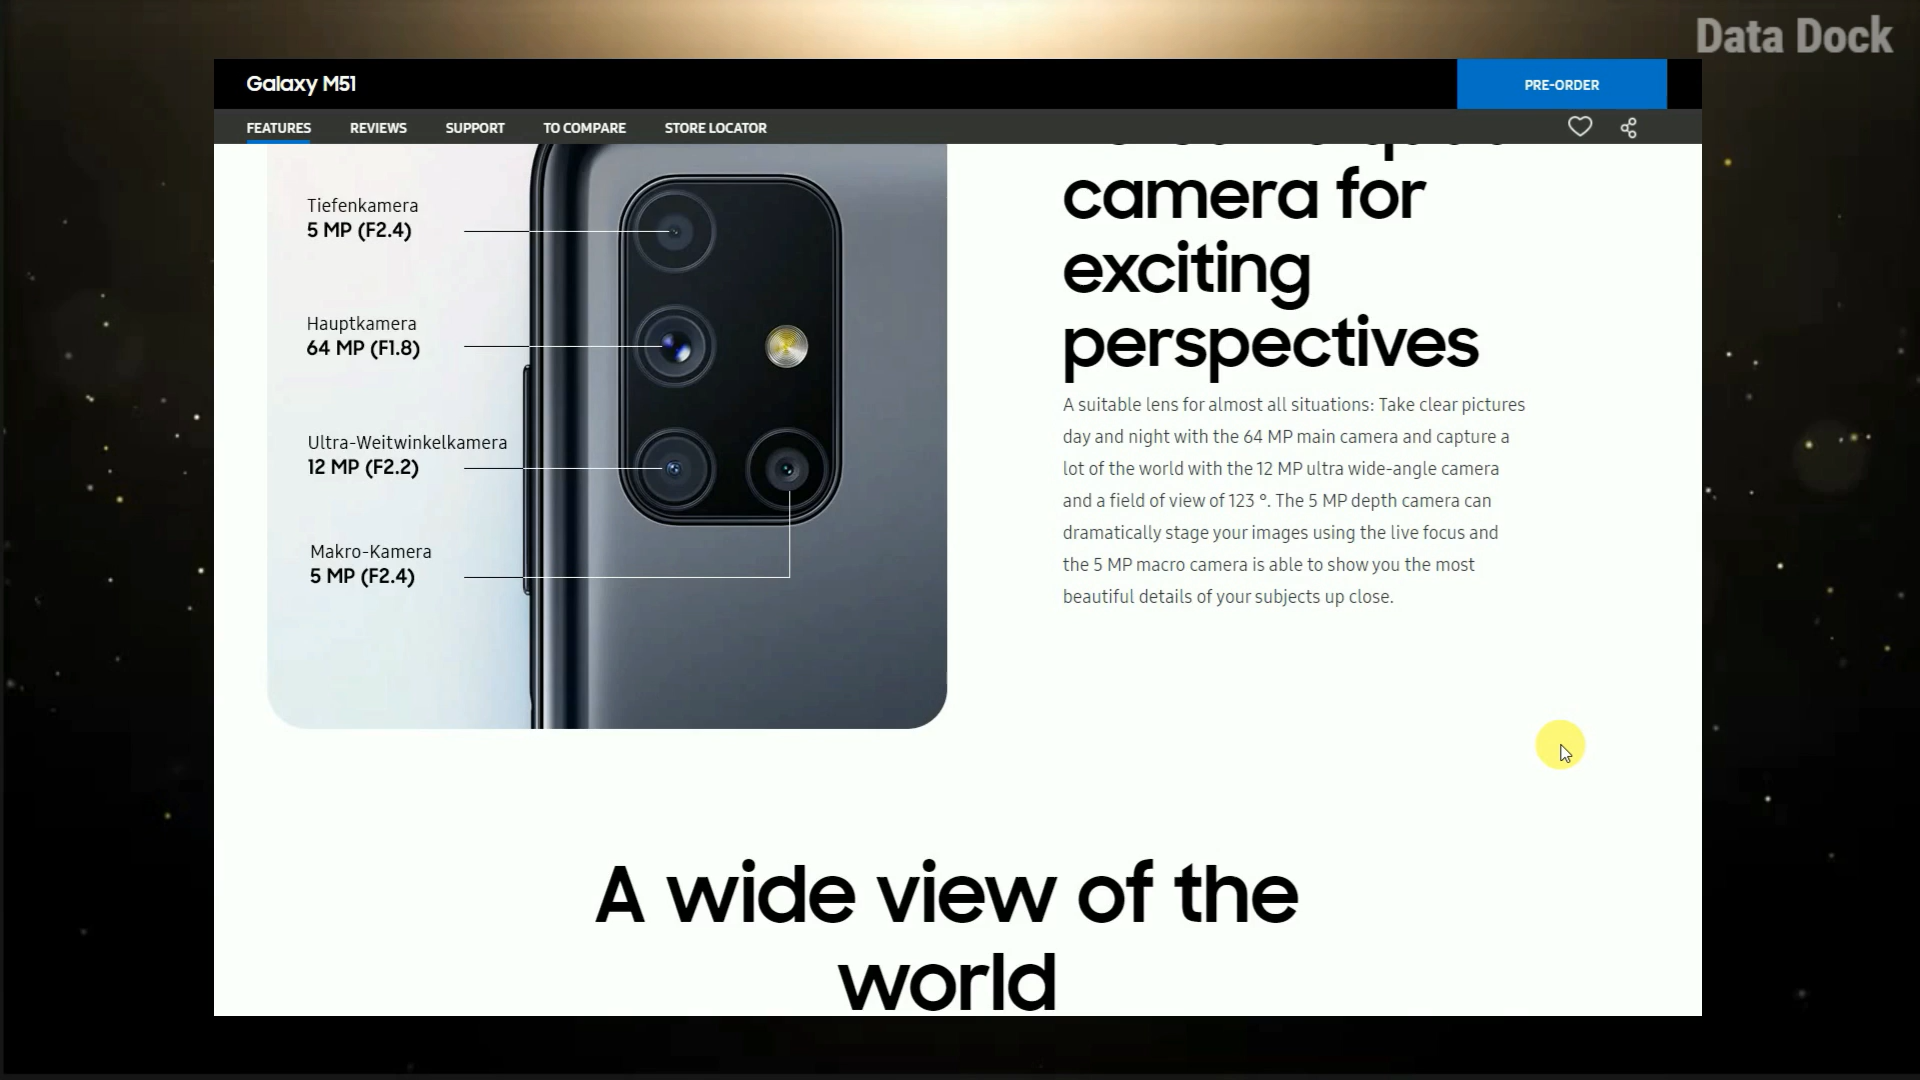 Data Dock
Galaxy M51
PRE-ORDER
FEATURES
REVIEWS
SUPPORT
TO COMPARE
STORE LOCATOR
Tiefenkamera
5 MP (F2.4)
Hauptkamera
64 MP (F1.8)
Ultra-Weitwinkelkamera
12 MP (F2.2)
Makro-Kamera
5 MP (F2.4)
camera for
exciting
perspectives
A suitable lens for almost all situations: Take clear pictures
day and night with the 64 MP main camera and capture a
lot of the world with the 12 MP ultra wide-angle camera
and a field of view of 123 °. The 5 MP depth camera can
dramatically stage your images using the live focus and
the 5 MP macro camera is able to show you the most
beautiful details of your subjects up close.
A wide view of the
world